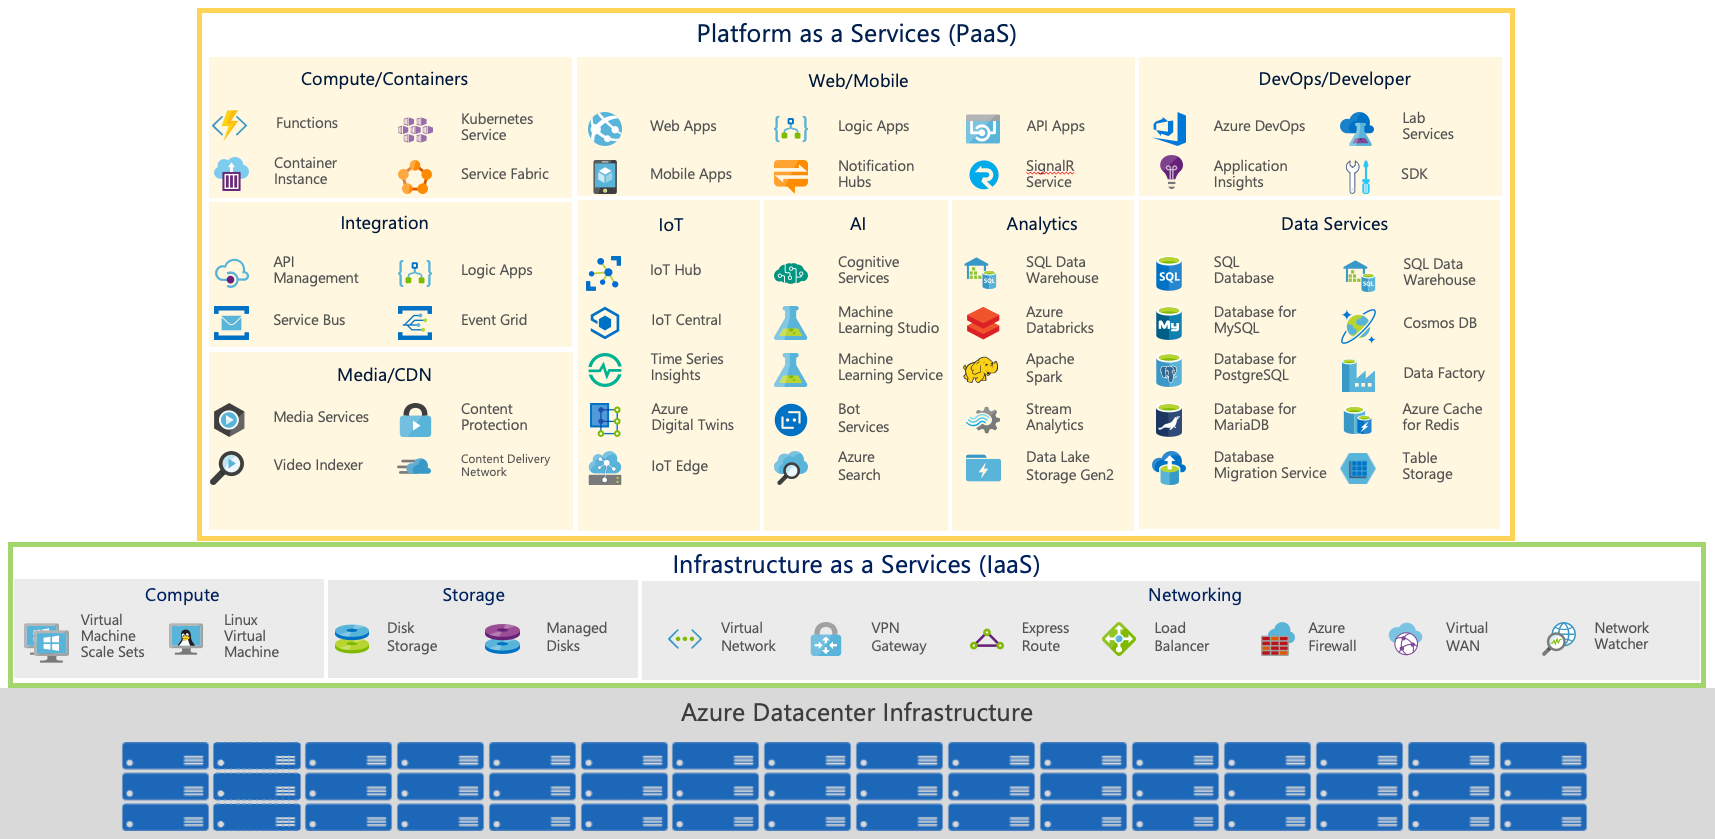 Platform as a Services (PaaS)
Compute/Containers
Functions
Kubernetes
Service
Container
Instance
Service Fabric
Web/Mobile
Web Apps
Logic Apps
API Apps
Mobile Apps
Notification
Hubs
SignalR
Service
DevOps/Developer
Azure DevOps
Lab
Services
Application
Insights
SDK
Integration
API
Management
Logic Apps
Service Bus
Event Grid
Media/CDN
Media Services
Content
Protection
Video Indexer
Content Delivery
Network
IoT
IoT Hub
IoT Central
Time Series
Insights
Azure
Digital Twins
IoT Edge
AI
Cognitive
Services
Machine
Learning Studio
Machine
Learning Service
Bot
Services
Azure
Search
Analytics
SQL Data
Warehouse
SQL
Azure
Databricks
Apache
Spark
Stream
Analytics
Data Lake
Storage Gen2
Data Services
SQL
SQL
Database
SQL
SQL Data
Warehouse
My
Database for
MySQL
Cosmos DB
Database for
PostgreSQL
Data Factory
Database for
MariaDB
Azure Cache
for Redis
Database
Migration Service
Table
Storage
Infrastructure as a Services (IaaS)
Compute
Virtual
Machine
Scale Sets
Linux
Virtual
Machine
Storage
Disk
Storage
Managed
Disks
Networking
Virtual
Network
VPN
Gateway
Express
Route
Load
Balancer
Azure
Firewall
Virtual
WAN
Network
Watcher
Azure Datacenter Infrastructure